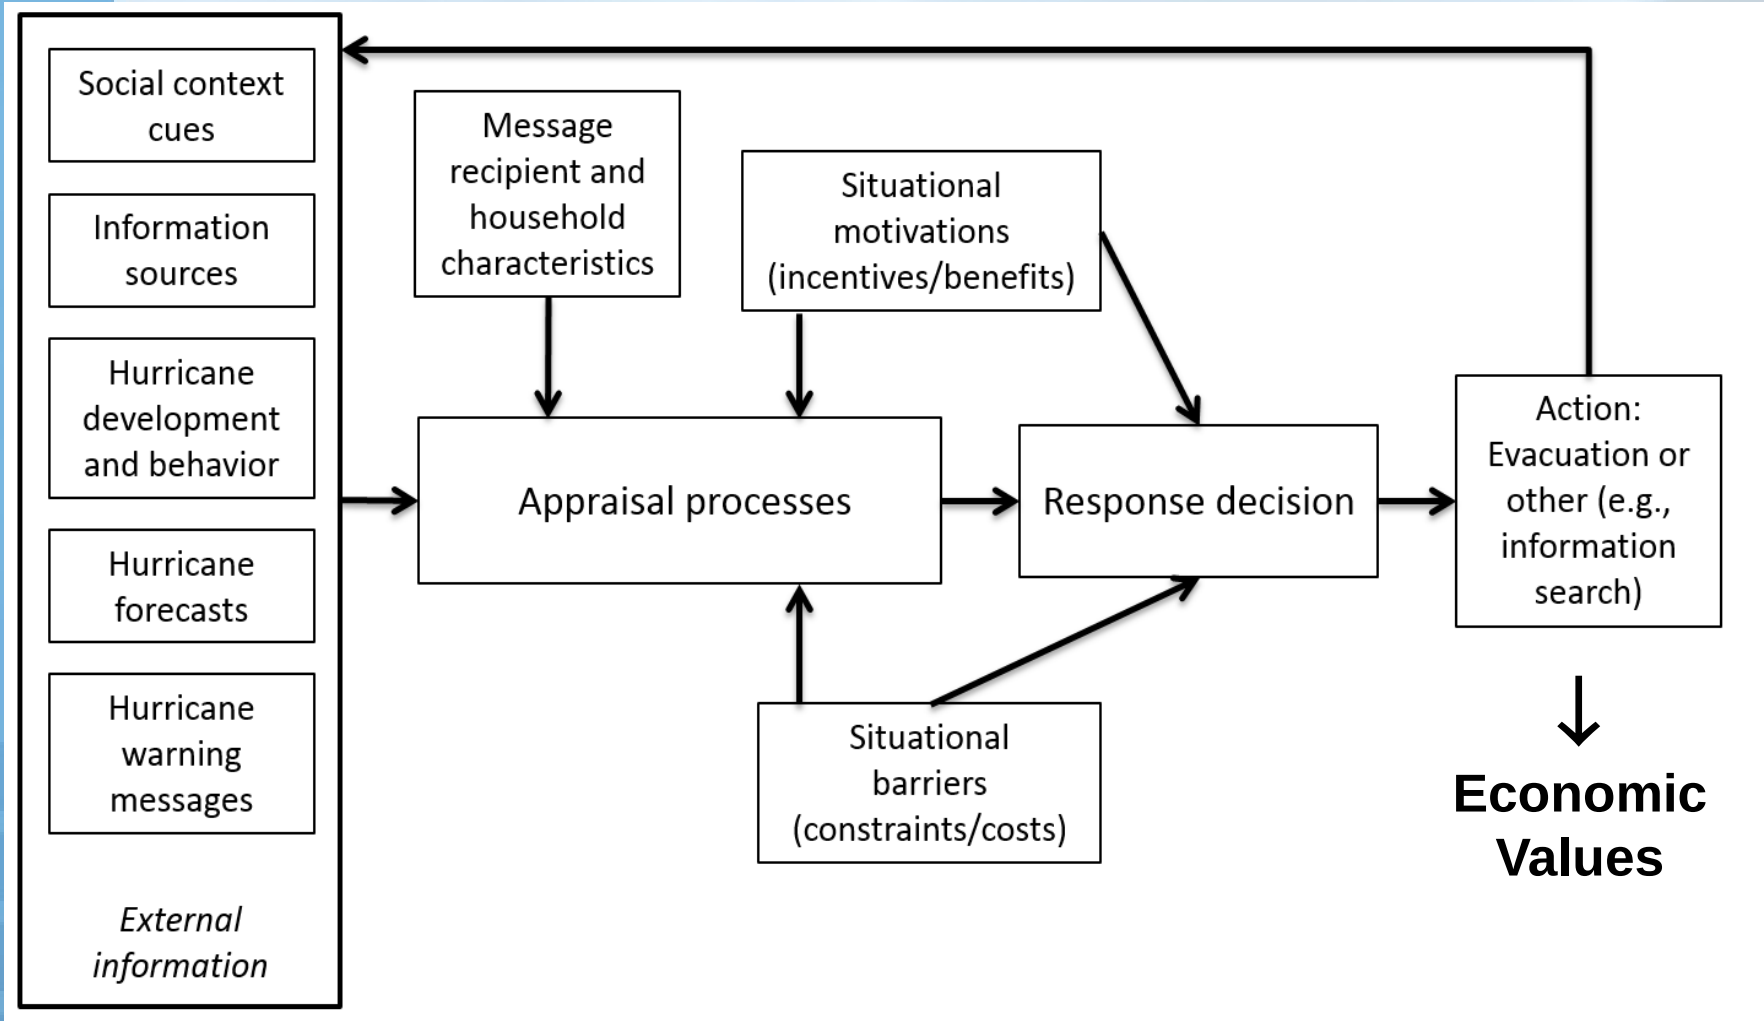 Social context
cues
Information
sources
Hurricane
development
and behavior
Hurricane
forecasts
Hurricane
warning
messages
External
information
Message
recipient and
household
characteristics
Situational
motivations
(incentives/benefits)
Appraisal processes
Response decision
Situational
barriers
(constraints/costs)
Action:
Evacuation or
other (e.g.,
information
search)
Economic
Values